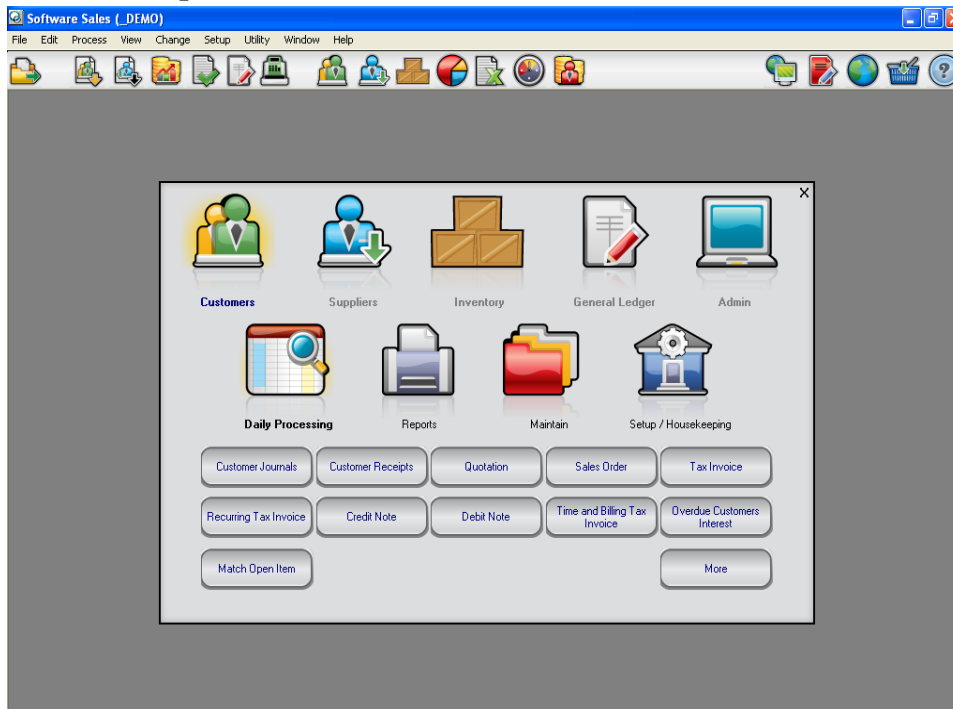 Software Sales (_DEMO)
File Edit Process View Change Setup Utility Window Help
X
Customers Suppliers Inventory General Ledger Admin
Daily Processing Reports Maintain Setup / Housekeeping
Customer Journals Customer Receipts Quotation Sales Order Tax Invoice
Recurring Tax Invoice Credit Note Debit Note Time and Billing Tax Invoice Overdue Customers Interest
Match Open Item More